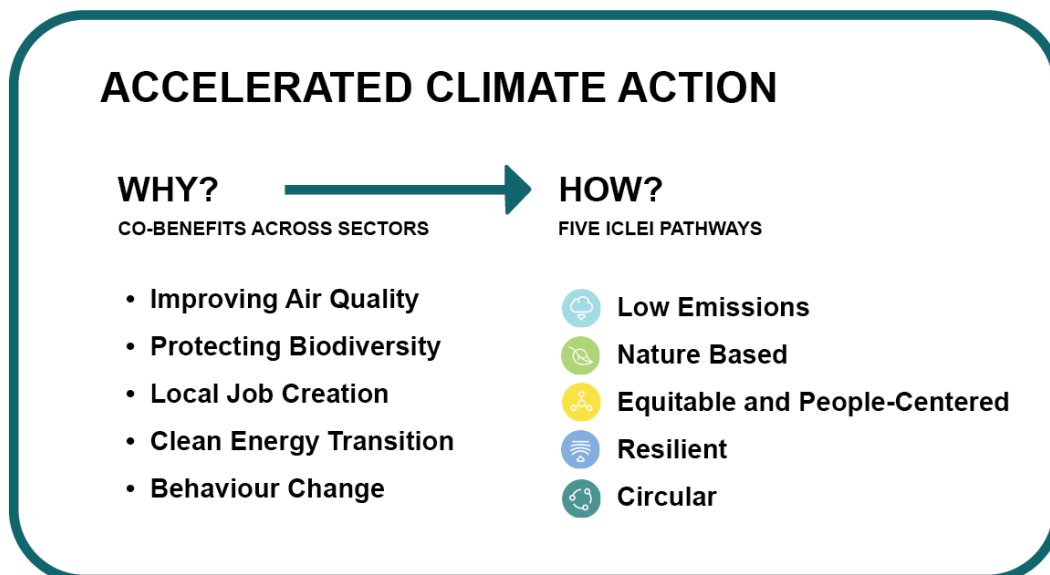 ACCELERATED CLIMATE ACTION
WHY?
CO-BENEFITS ACROSS SECTORS
• Improving Air Quality
• Protecting Biodiversity
• Local Job Creation
• Clean Energy Transition
• Behaviour Change
HOW?
FIVE ICLEI PATHWAYS
Low Emissions
Nature Based
Equitable and People-Centered
Resilient
Circular